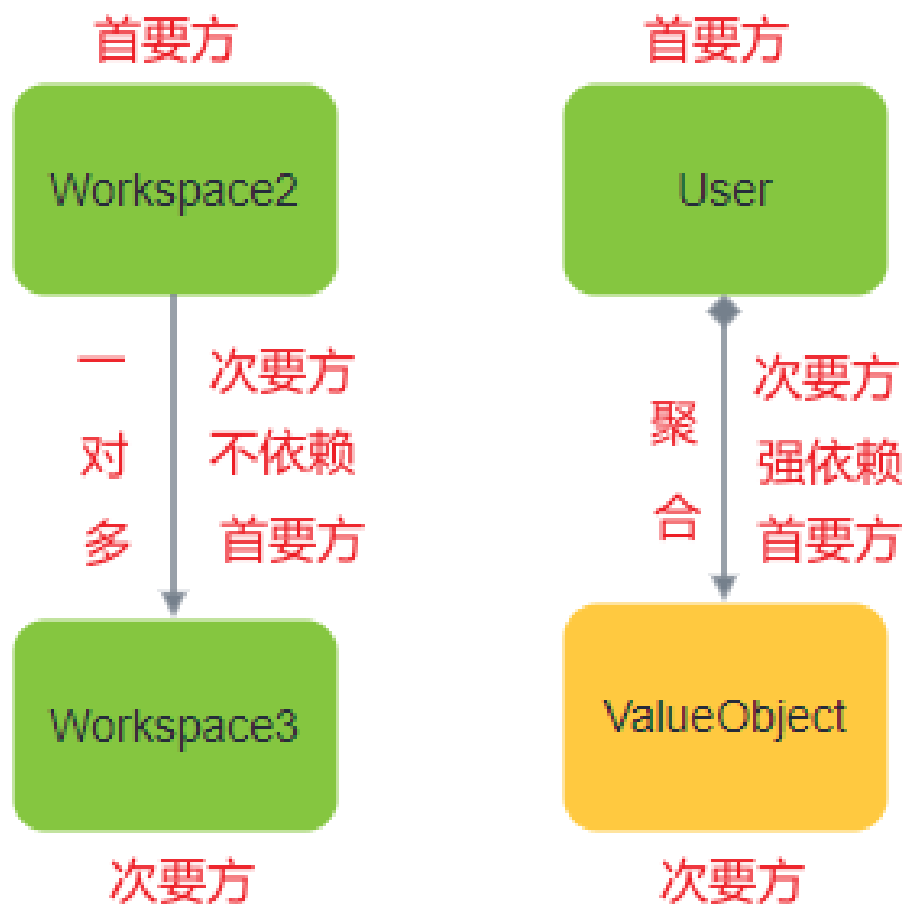 首要方
Workspace2
一对多
次要方
不依赖
首要方
Workspace3
次要方
首要方
User
聚合
次要方
强依赖
首要方
ValueObject
次要方